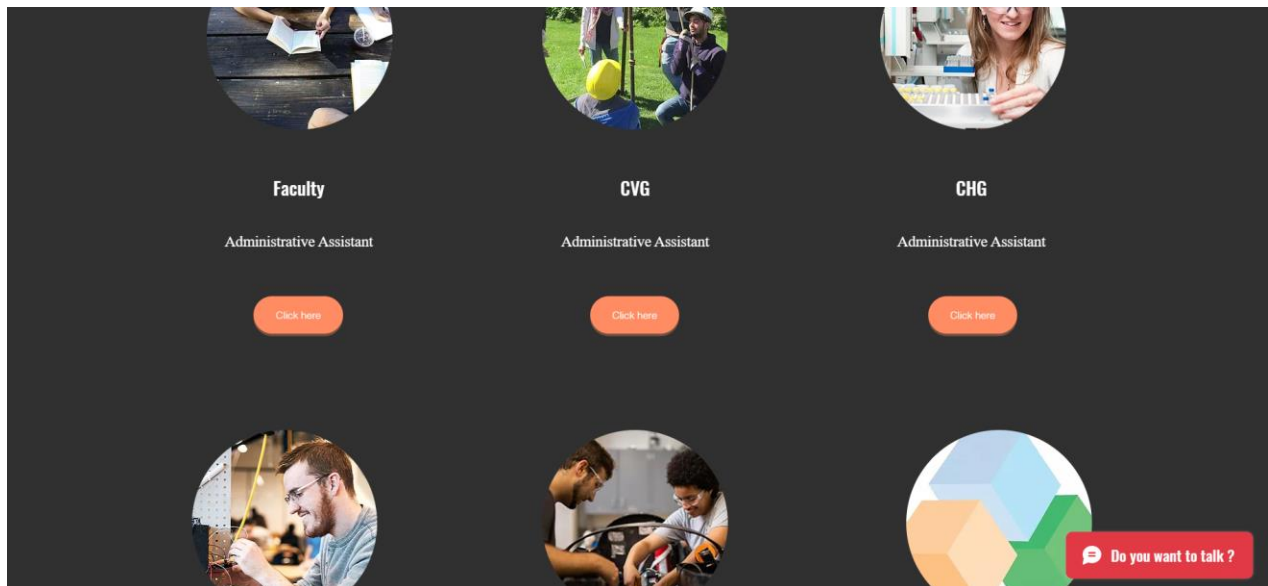 Faculty
CVG
CHG
Administrative Assistant
Administrative Assistant
Administrative Assistant
Click here
Click here
Click here
Do you want to talk ?